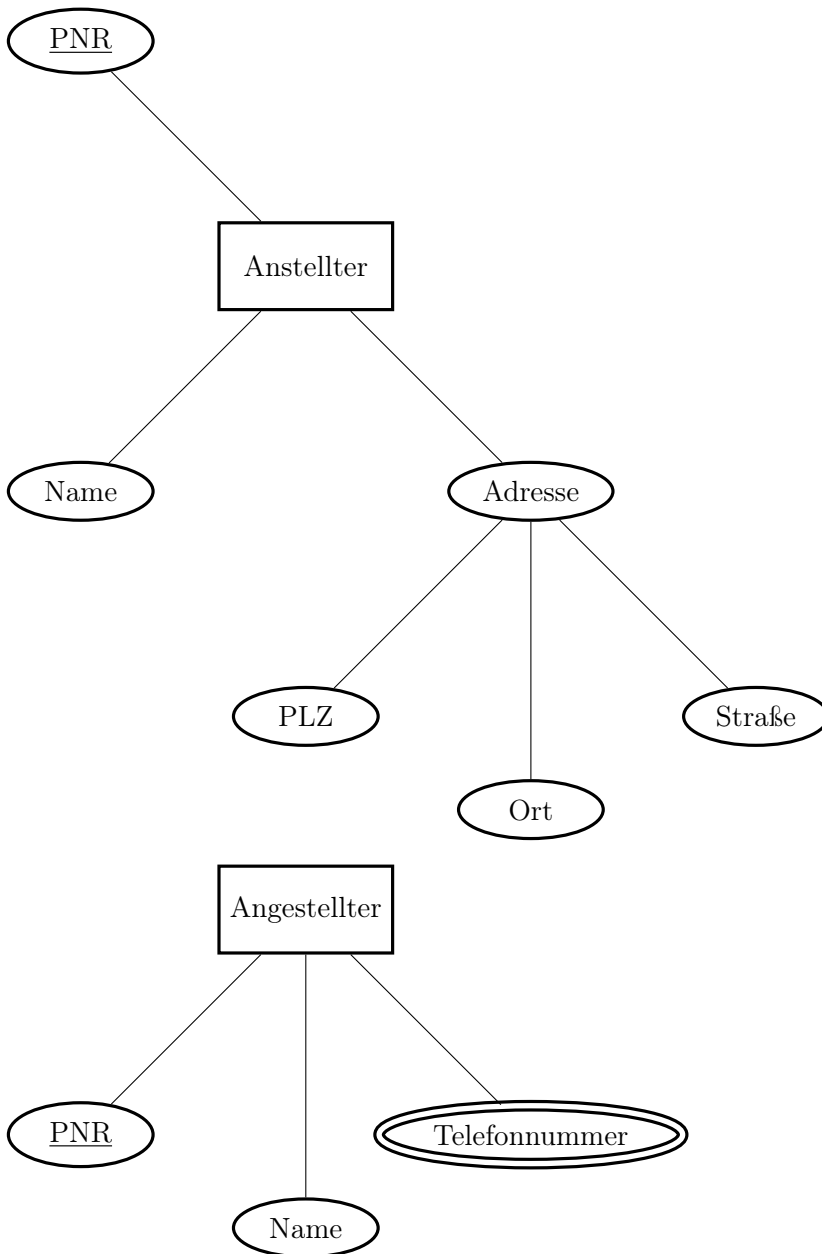 PNR
Anstellter
Name
Adresse
PLZ
Straße
Ort
Angestellter
PNR
Telefonnummer
Name